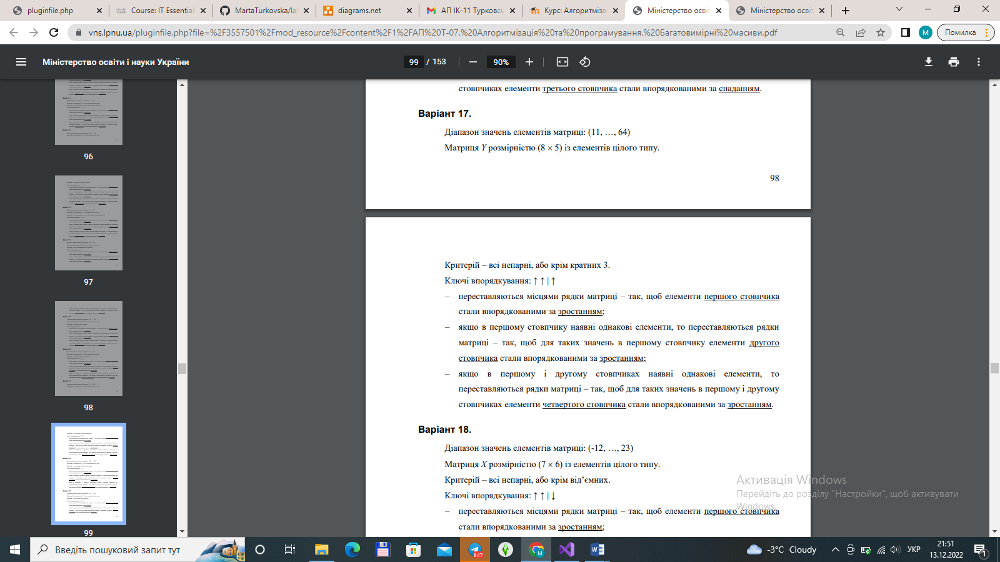 pluginfile.php
Course: IT Essential
MartaTurkovska/la
diagrams.net
АП ІК-11 Турковсь
Курс: Алгоритміза
Міністерство освіт
Міністерство освіт
vns.lpnu.ua/pluginfile.php?file=%2F3557501%2Fmod_resource%2Fcontent%2F1%2FАП%20Т-07.%20Алгоритмізація%20та%20програмування.%20Багатовимірні%20масиви.pdf
M
Помилка
Міністерство освіти і науки України
99 / 153
90%
96
97
98
99
стовпчиках елементи третього стовпчика стали впорядкованими за спаданням.
Варіант 17.
Діапазон значень елементів матриці: (11, …, 64)
Матриця Y розмірністю (8 × 5) із елементів цілого типу.
98
Критерій – всі непарні, або крім кратних 3.
Ключі впорядкування: ↑↑|↑
– переставляються місцями рядки матриці – так, щоб елементи першого стовпчика
стали впорядкованими за зростанням;
– якщо в першому стовпчику наявні однакові елементи, то переставляються рядки
матриці – так, щоб для таких значень в першому стовпчику елементи другого
стовпчика стали впорядкованими за зростанням;
– якщо в першому і другому стовпчиках наявні однакові елементи, то
переставляються рядки матриці – так, щоб для таких значень в першому і другому
стовпчиках елементи четвертого стовпчика стали впорядкованими за зростанням.
Варіант 18.
Діапазон значень елементів матриці: (-12, …, 23)
Матриця X розмірністю (7 × 6) із елементів цілого типу.
Критерій – всі непарні, або крім від’ємних.
Ключі впорядкування: ↑↑|↓
– переставляються місцями рядки матриці – так, щоб елементи першого стовпчика
стали впорядкованими за зростанням;
Активація Windows
Перейдіть до розділу "Настройки", щоб активувати
Windows.
Введіть пошуковий запит тут
847
M
-3°C Cloudy
УКР
21:51
13.12.2022
1